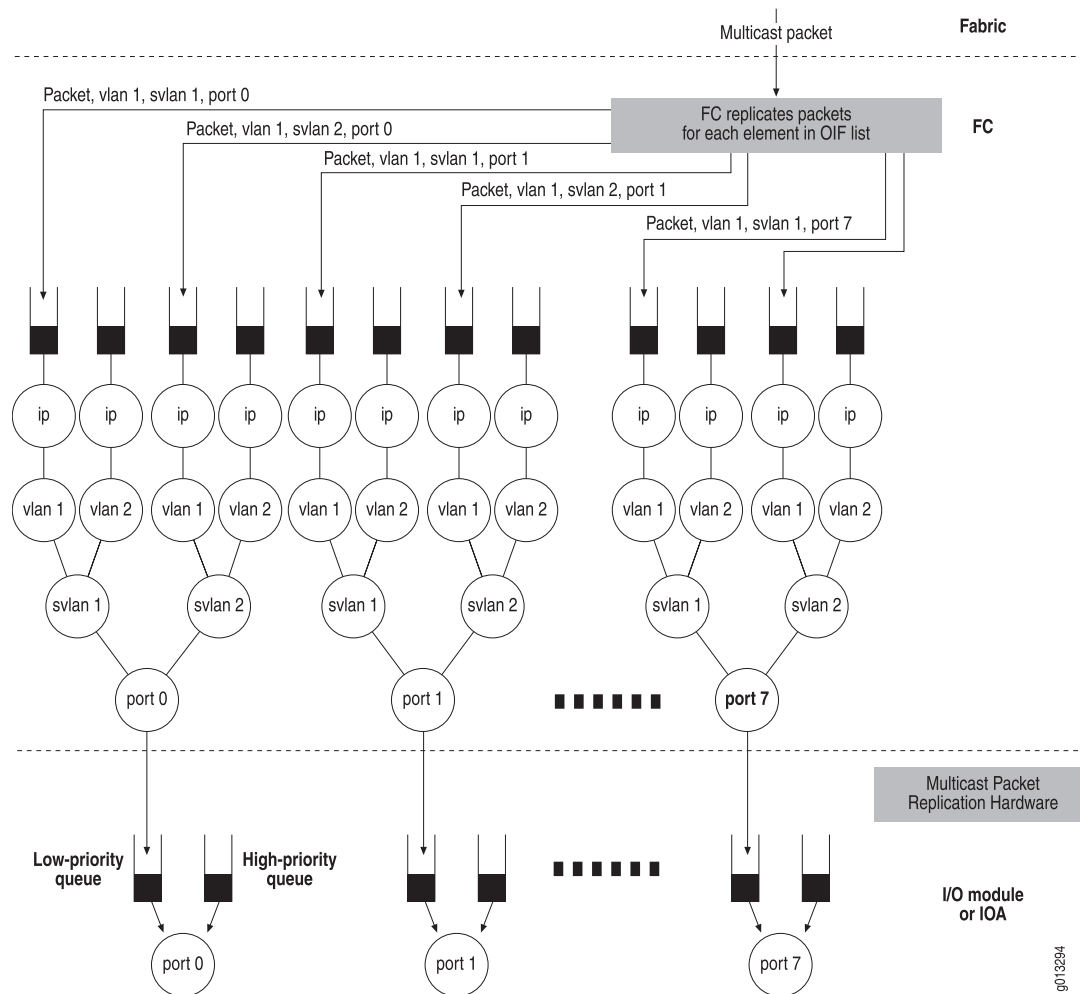 Multicast packet
Fabric
Packet, vlan 1, svlan 1, port 0
FC replicates packets
for each element in OIF list
FC
Packet, vlan 1, svlan 2, port 0
Packet, vlan 1, svlan 1, port 1
Packet, vlan 1, svlan 2, port 1
Packet, vlan 1, svlan 1, port 7
ip ip ip ip ip ip ip ip ip ip ip ip
vlan 1 vlan 2 vlan 1 vlan 2 vlan 1 vlan 2 vlan 1 vlan 2 vlan 1 vlan 2 vlan 1 vlan 2
svlan 1 svlan 2 svlan 1 svlan 2 svlan 1 svlan 2
port 0 port 1 port 7
Multicast Packet
Replication Hardware
Low-priority
queue
High-priority
queue
I/O module
or IOA
port 0 port 1 port 7
g013294